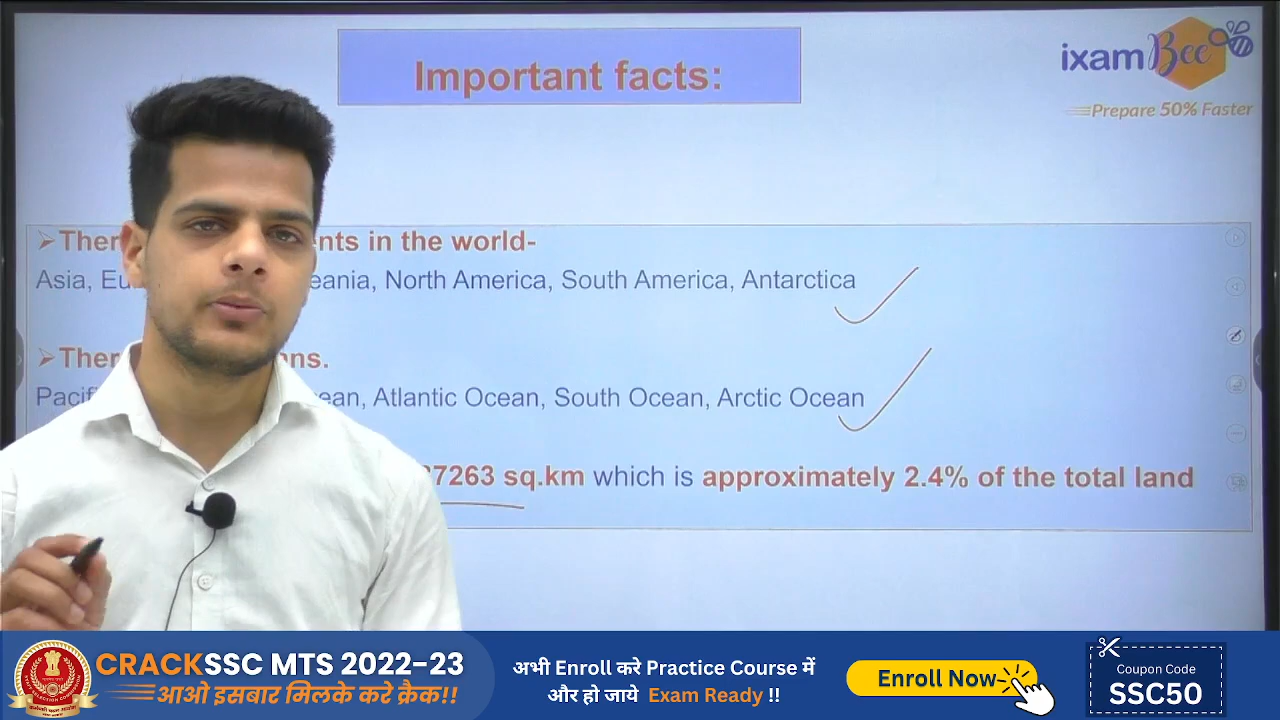 Important facts:
ixamBee
Prepare 50% Faster
➢Ther nts in the world-
Asia, Eu eania, North America, South America, Antarctica
➢Ther ns.
Pacif ean, Atlantic Ocean, South Ocean, Arctic Ocean
7263 sq.km which is approximately 2.4% of the total land
CRACKSSC MTS 2022-23
आओ इसबार मिलके करे क्रैक!!
अभी Enroll करे Practice Course में
और हो जाये Exam Ready !!
Enroll Now
Coupon Code
SSC50